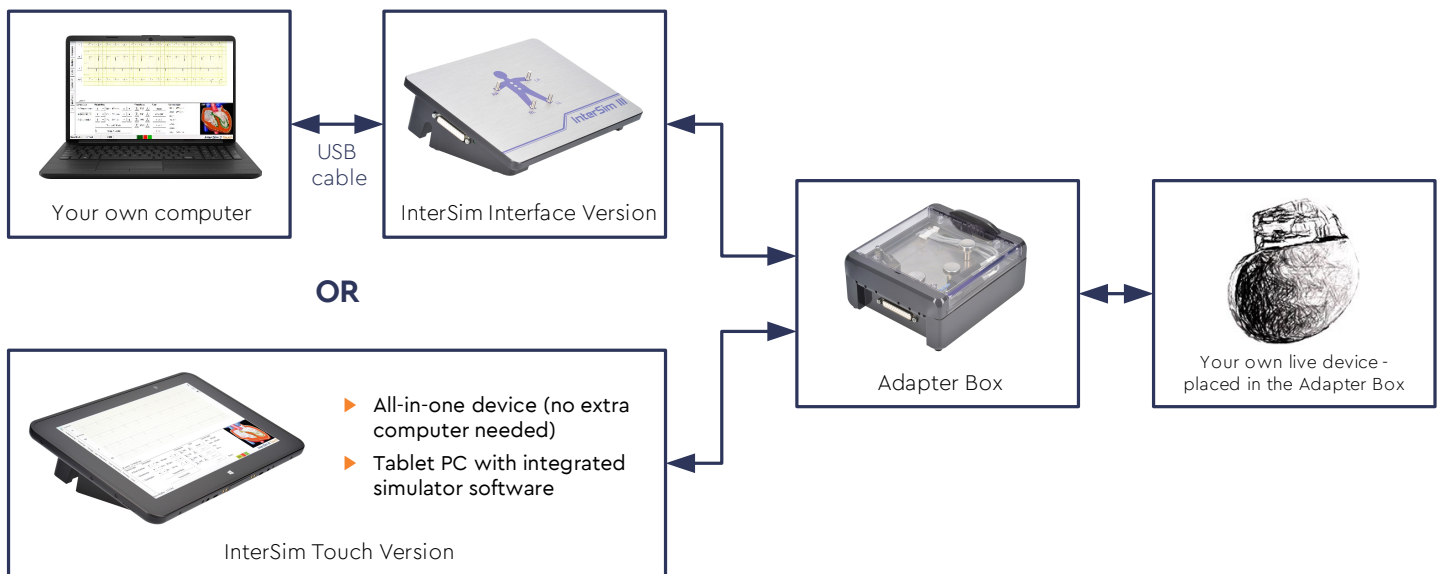 USB
cable
InterSim III
Your own computer
InterSim Interface Version
OR
Adapter Box
Your own live device -
placed in the Adapter Box
All-in-one device (no extra
computer needed)
Tablet PC with integrated
simulator software
InterSim Touch Version